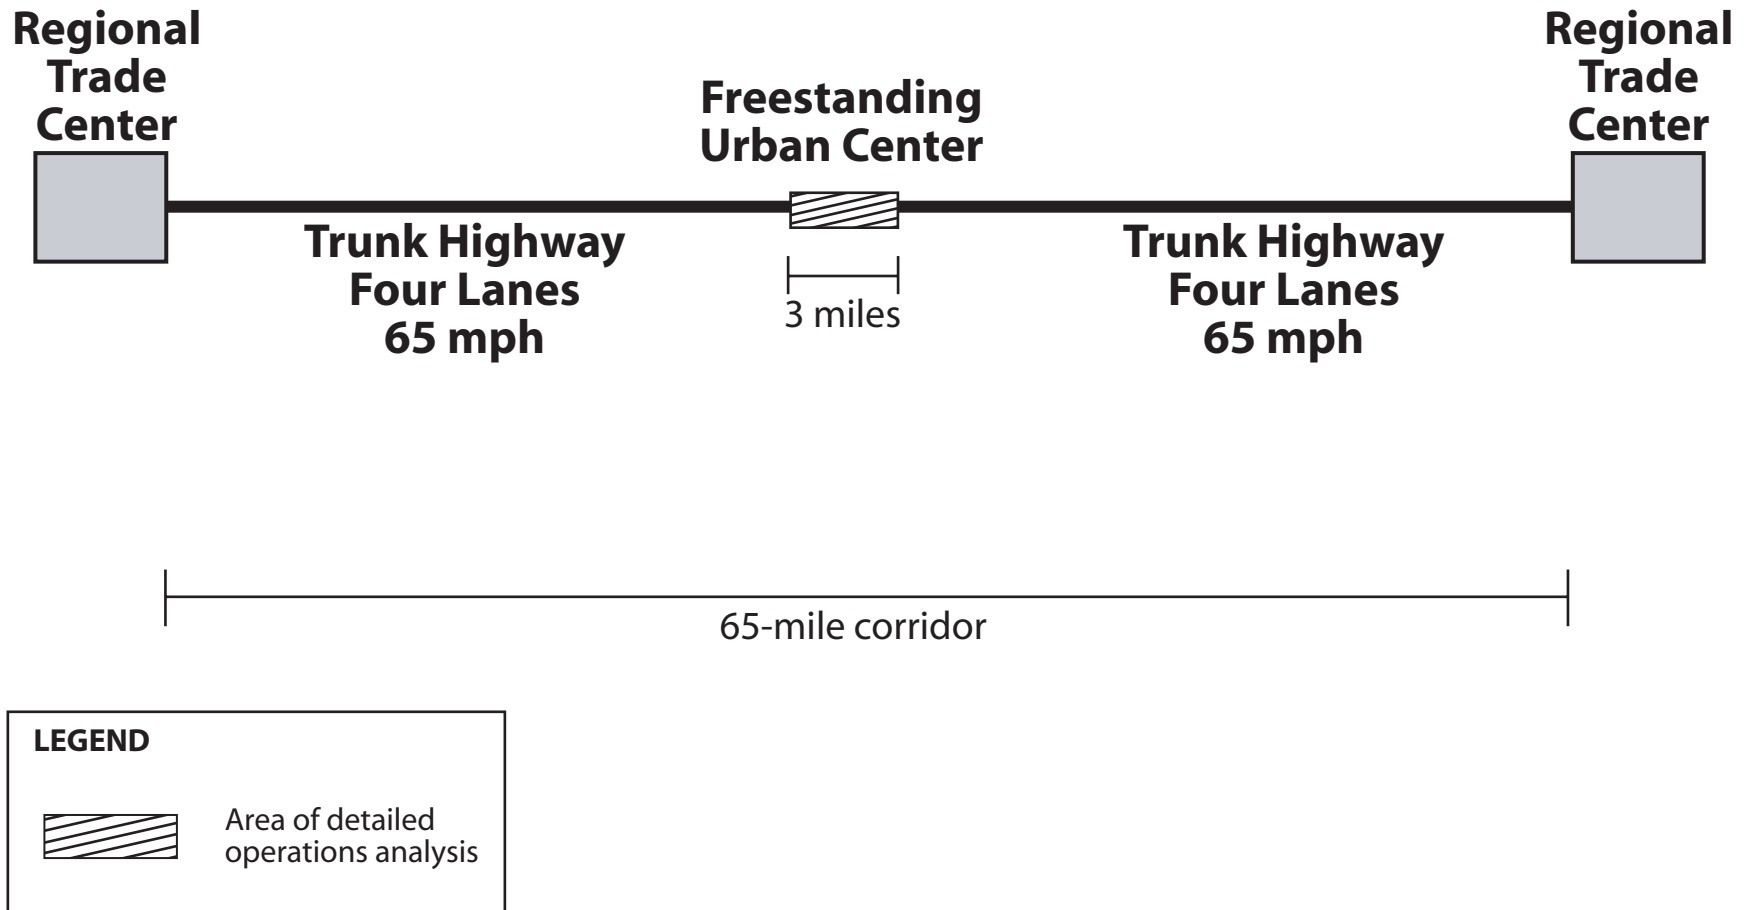 Regional
Trade
Center
Regional
Trade
Center
Freestanding
Urban Center
Trunk Highway
Four Lanes
65 mph
Trunk Highway
Four Lanes
65 mph
3 miles
65-mile corridor
LEGEND
Area of detailed
operations analysis